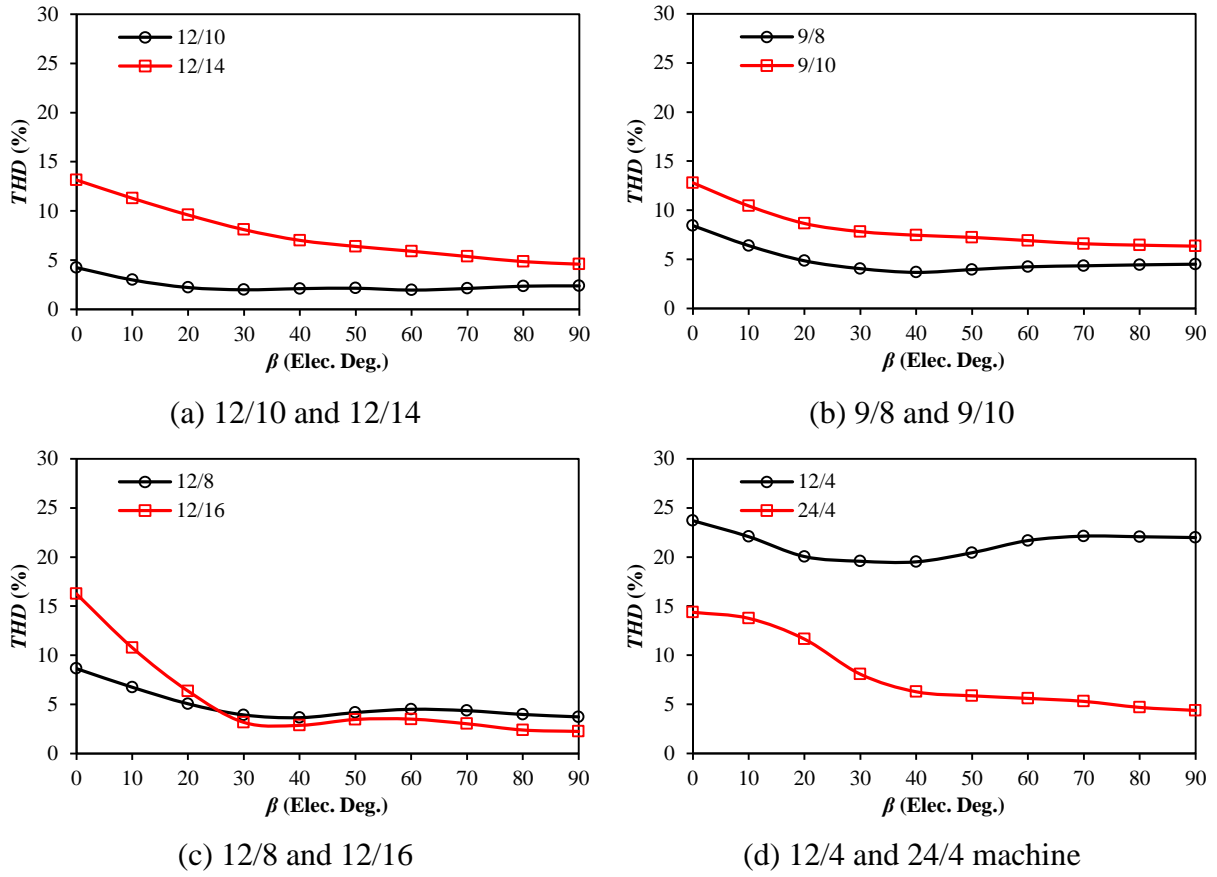 30
25
20
15
10
5
0
THD (%)
12/10
12/14
0 10 20 30 40 50 60 70 80 90
β (Elec. Deg.)
(a) 12/10 and 12/14
30
25
20
15
10
5
0
THD (%)
9/8
9/10
0 10 20 30 40 50 60 70 80 90
β (Elec. Deg.)
(b) 9/8 and 9/10
30
25
20
15
10
5
0
THD (%)
12/8
12/16
0 10 20 30 40 50 60 70 80 90
β (Elec. Deg.)
(c) 12/8 and 12/16
30
25
20
15
10
5
0
THD (%)
12/4
24/4
0 10 20 30 40 50 60 70 80 90
β (Elec. Deg.)
(d) 12/4 and 24/4 machine